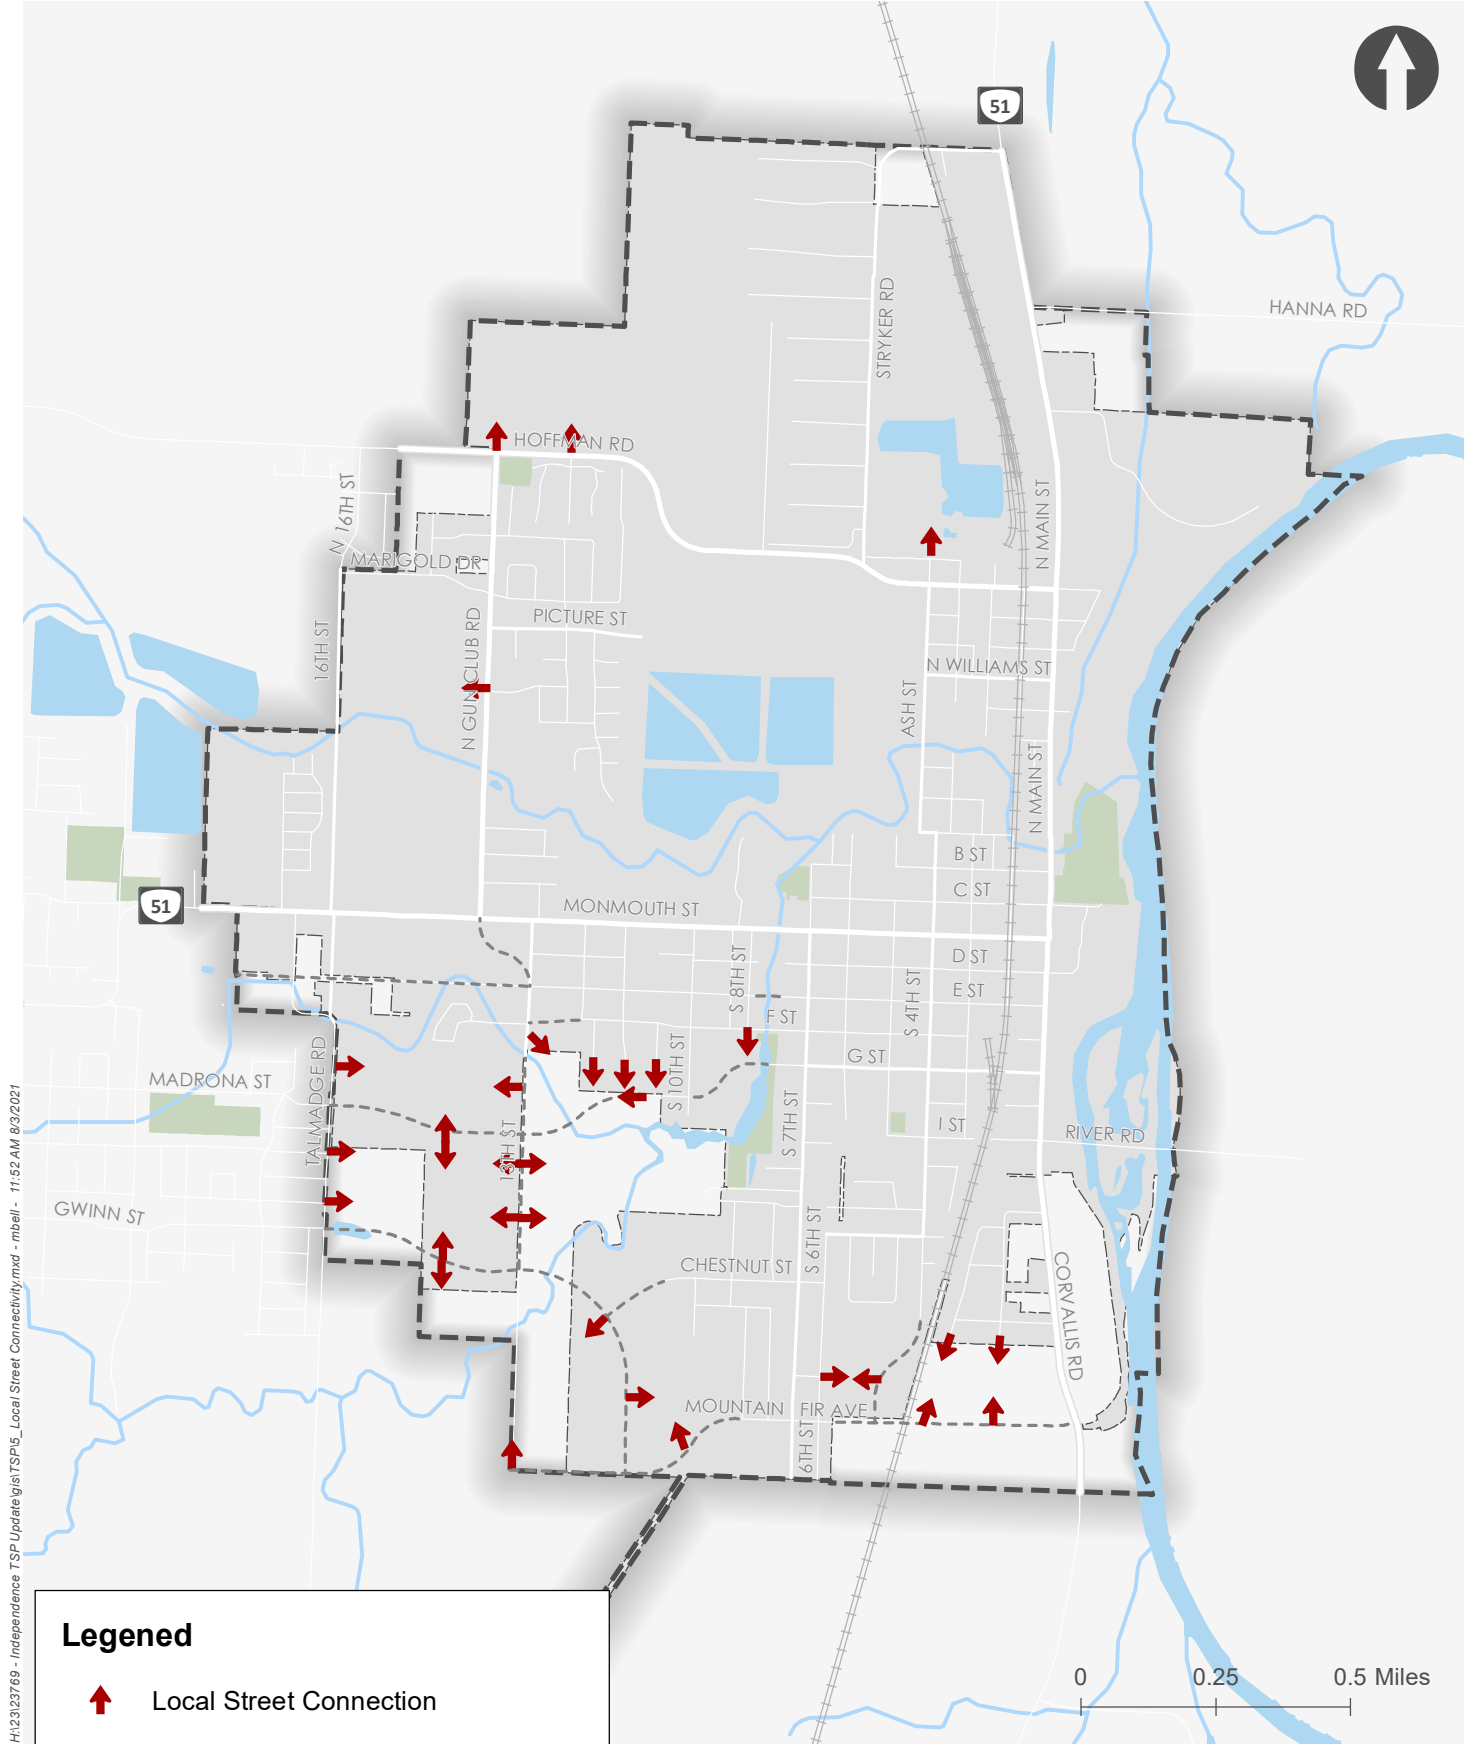 51
HANNA RD
STRYKER RD
HOFFMAN RD
N 16TH ST
N MAIN ST
MARIGOLD DR
PICTURE ST
16TH ST
N GUN CLUB RD
N WILLIAMS ST
ASH ST
N MAIN ST
B ST
C ST
51
MONMOUTH ST
D ST
S 8TH ST
E ST
S 4TH ST
F ST
G ST
TALMADGE RD
MADRONA ST
S 10TH ST
S 7TH ST
I ST
RIVER RD
13TH ST
GWINN ST
S 6TH ST
CHESTNUT ST
CORVALLIS RD
MOUNTAIN FIR AVE
6TH ST
H:\23\23769 - Independence TSP Update\gis\TSP\5_Local Street Connectivity.mxd - mbell - 11:52 AM 8/3/2021
Legened
Local Street Connection
0 0.25 0.5 Miles